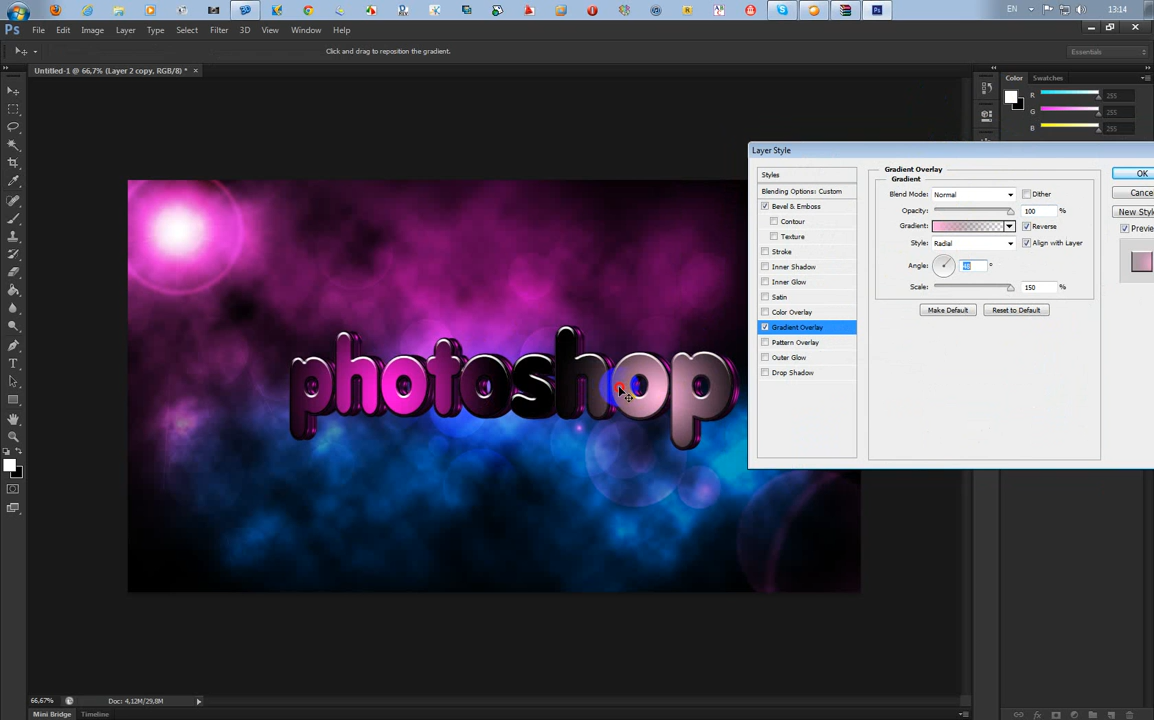 EN
13:14
Ps File Edit Image Layer Type Select Filter 3D View Window Help
Click and drag to reposition the gradient.
Essentials
Untitled-1 @ 66,7% (Layer 2 copy, RGB/8) * ×
Color Swatches
R 255
G 255
B 255
photoshop
Layer Style
Styles
Blending Options: Custom
Bevel & Emboss
Contour
Texture
Stroke
Inner Shadow
Inner Glow
Satin
Color Overlay
Gradient Overlay
Pattern Overlay
Outer Glow
Drop Shadow
Gradient Overlay
Gradient
Blend Mode: Normal Dither
Opacity: 100 %
Gradient: Reverse
Style: Radial Align with Layer
Angle: °
Scale: 150 %
Make Default Reset to Default
OK
Cance
New Style
Preview
66,67% Doc: 4,12M/29,8M
Mini Bridge Timeline